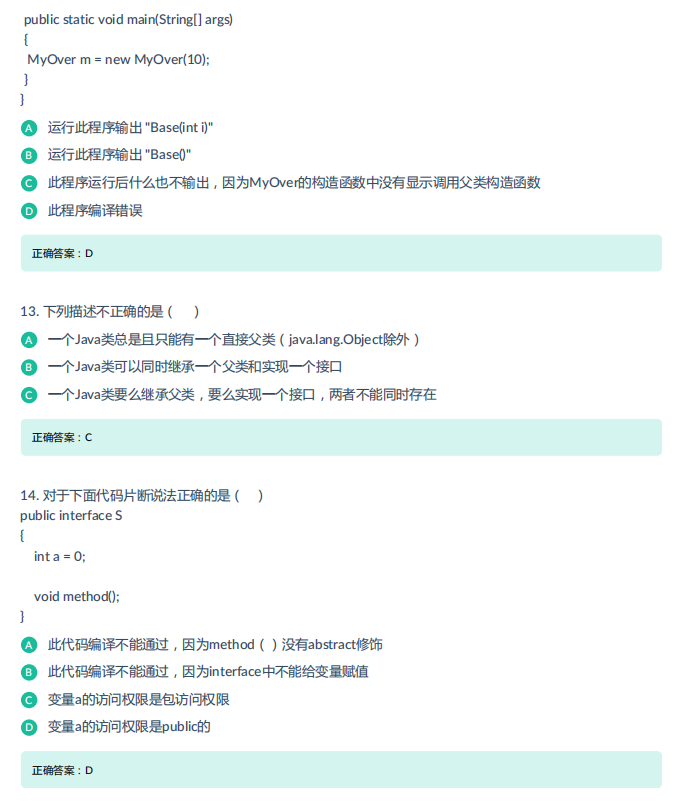 public static void main(String[] args)
{
MyOver m = new MyOver(10);
}
}
A 运行此程序输出 "Base(int i)"
B 运行此程序输出 "Base()"
C 此程序运行后什么也不输出，因为MyOver的构造函数中没有显示调用父类构造函数
D 此程序编译错误
正确答案：D
13. 下列描述不正确的是（ ）
A 一个Java类总是且只能有一个直接父类（java.lang.Object除外）
B 一个Java类可以同时继承一个父类和实现一个接口
C 一个Java类要么继承父类，要么实现一个接口，两者不能同时存在
正确答案：C
14. 对于下面代码片断说法正确的是（ ）
public interface S
{
int a = 0;
void method();
}
A 此代码编译不能通过，因为method（ ）没有abstract修饰
B 此代码编译不能通过，因为interface中不能给变量赋值
C 变量a的访问权限是包访问权限
D 变量a的访问权限是public的
正确答案：D